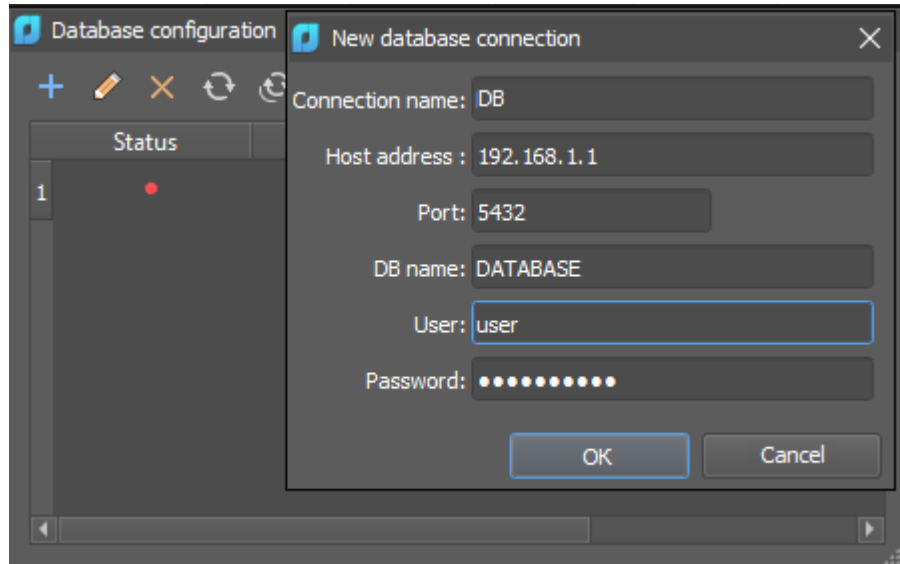 Database configuration
New database connection
Connection name: DB
Status
Host address : 192.168.1.1
1
Port: 5432
DB name: DATABASE
User: user
Password: ●●●●●●●●●●
OK Cancel